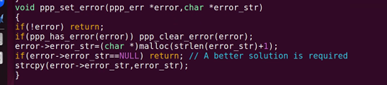 void ppp_set_error(ppp_err *error,char *error_str)
{
if(!error) return;
if(ppp_has_error(error)) ppp_clear_error(error);
error->error_str=(char *)malloc(strlen(error_str)+1);
if(error->error_str==NULL) return; // A better solution is required
strcpy(error->error_str,error_str);
}